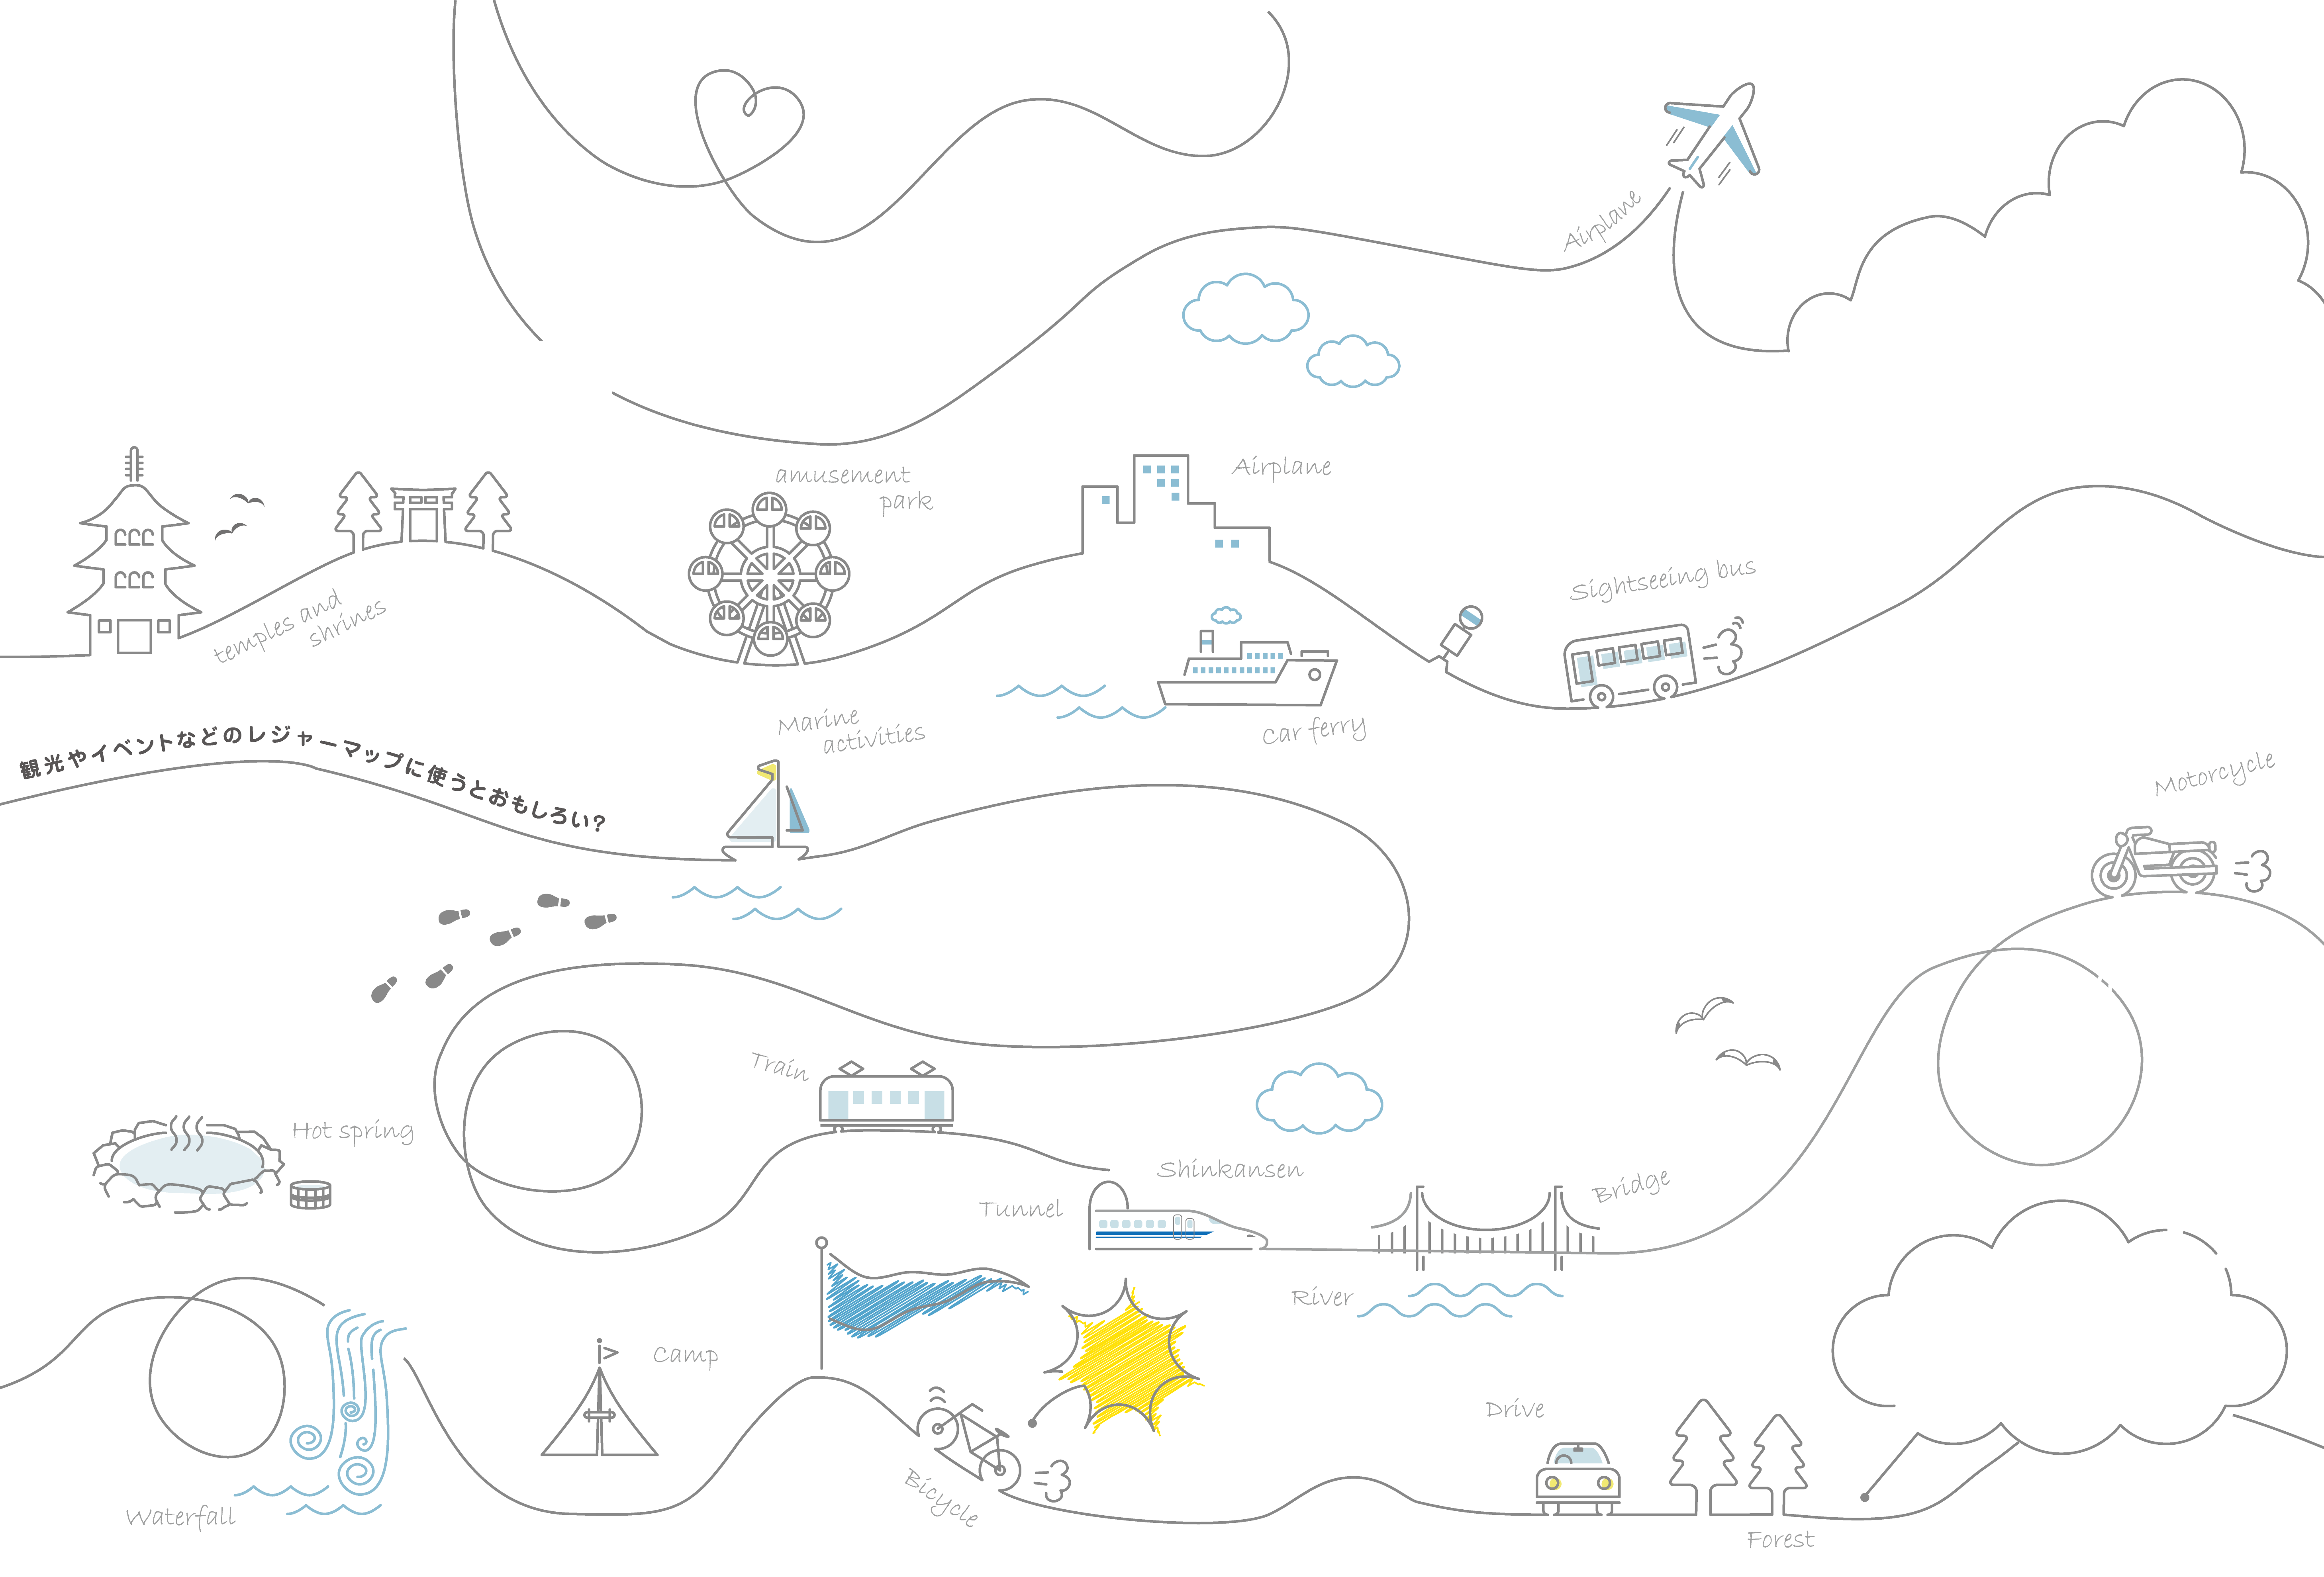 Airplane
amusement
park
Airplane
Sightseeing bus
temples and
shrines
Marine
activities
Car ferry
観光やイベントなどのレジャーマップに使うとおもしろい？
Motorcycle
Train
Hot spring
Shinkansen
Tunnel
Bridge
River
Camp
Drive
Bicycle
Waterfall
Forest